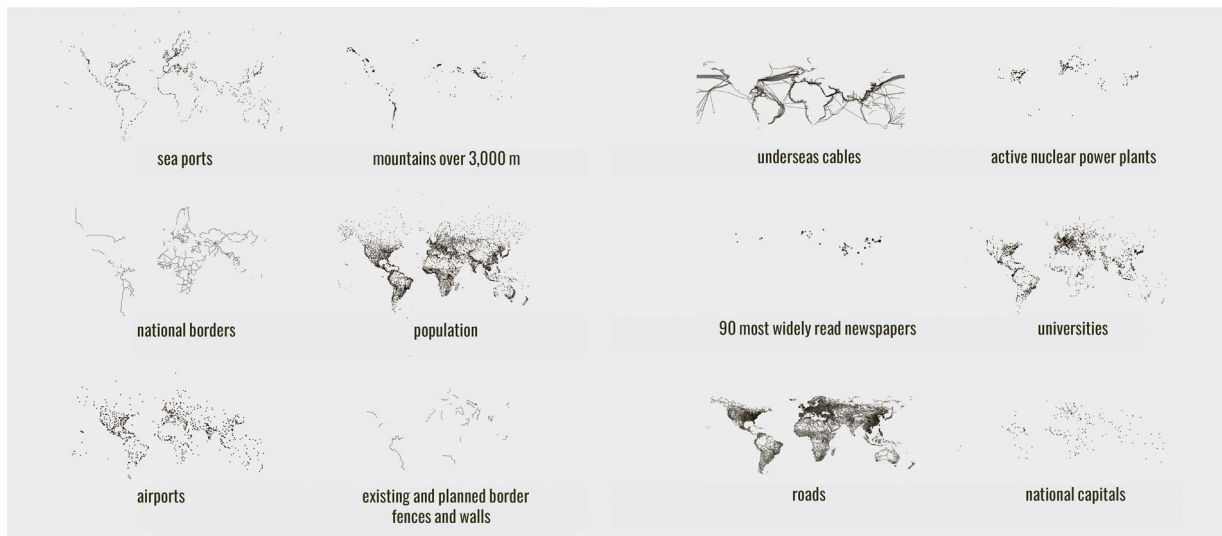 sea ports
mountains over 3,000 m
underseas cables
active nuclear power plants
national borders
population
90 most widely read newspapers
universities
airports
existing and planned border
fences and walls
roads
national capitals